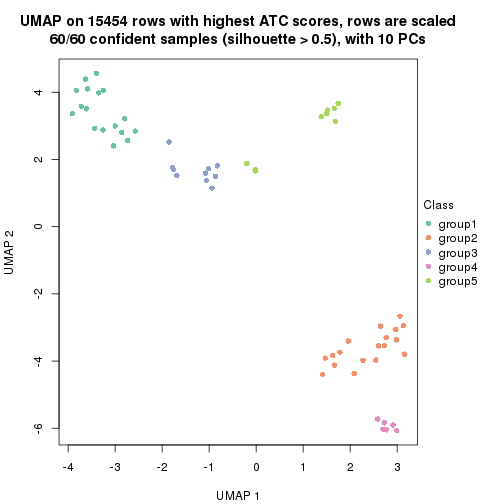 UMAP on 15454 rows with highest ATC scores, rows are scaled
60/60 confident samples (silhouette > 0.5), with 10 PCs
4
2
0
-2
-4
-6
UMAP 2
-4 -3 -2 -1 0 1 2 3
UMAP 1
Class
group1
group2
group3
group4
group5